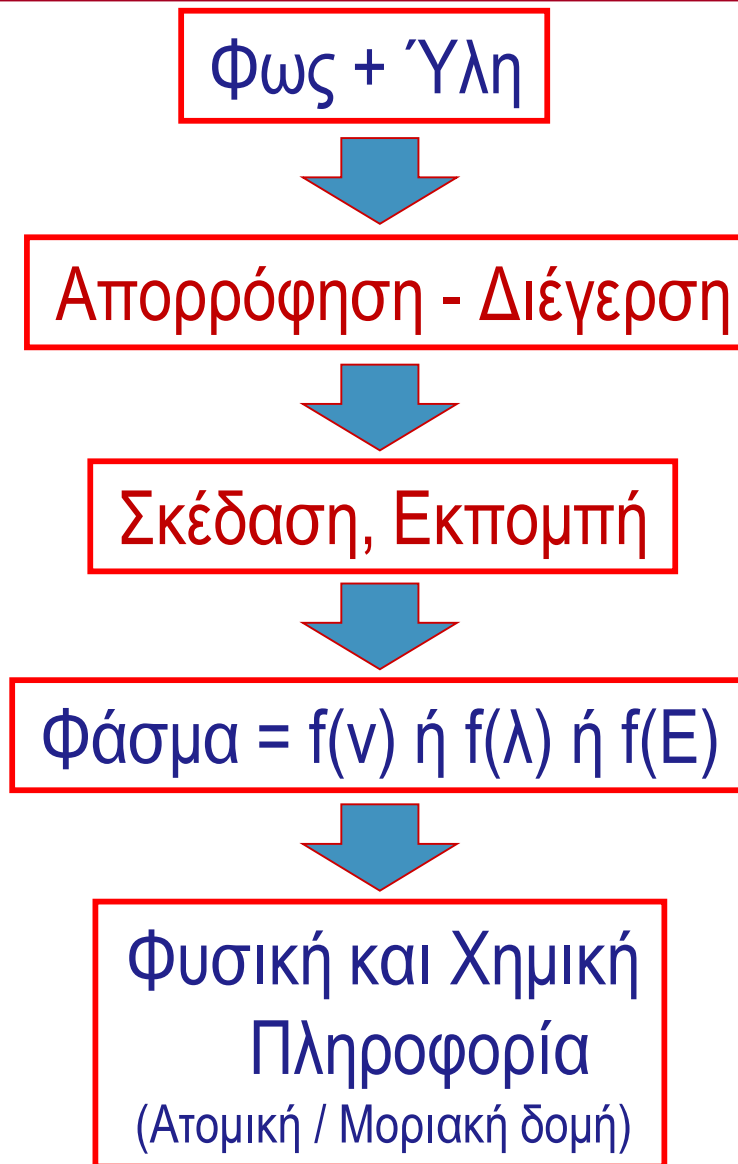 Φως + Ύλη
Απορρόφηση - Διέγερση
Σκέδαση, Εκπομπή
Φάσμα = f(ν) ή f(λ) ή f(E)
Φυσική και Χημική
Πληροφορία
(Ατομική / Μοριακή δομή)